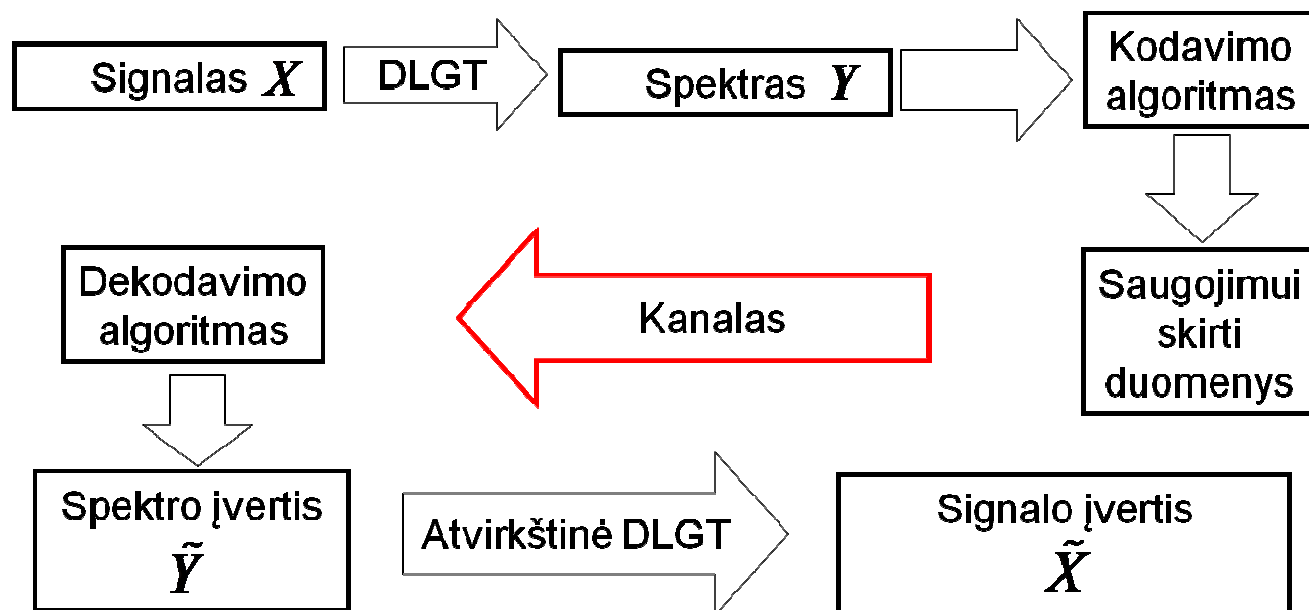 Signalas X
DLGT
Spektras Y
Kodavimo
algoritmas
Saugojimui
skirti
duomenys
Kanalas
Dekodavimo
algoritmas
Spektro įvertis
Ỹ
Atvirkštinė DLGT
Signalo įvertis
X̃